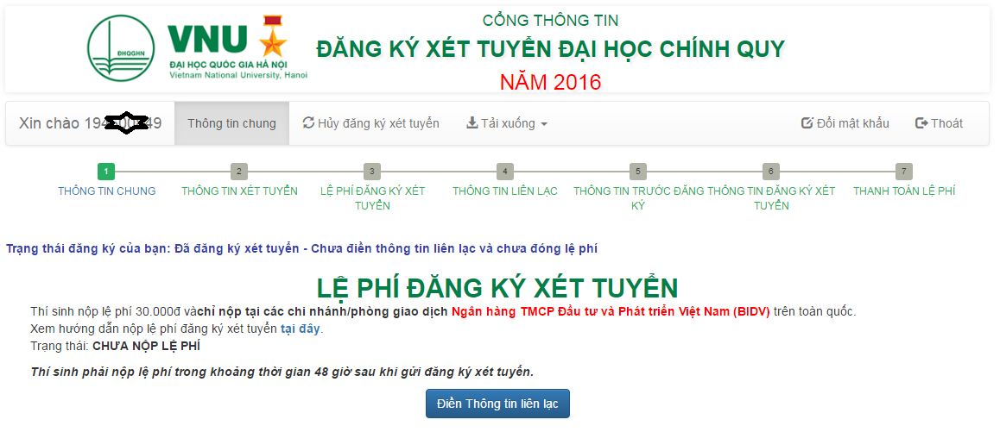 CỔNG THÔNG TIN
ĐHQGHN
VNU
ĐĂNG KÝ XÉT TUYỂN ĐẠI HỌC CHÍNH QUY
ĐẠI HỌC QUỐC GIA HÀ NỘI
Vietnam National University, Hanoi
NĂM 2016
Xin chào Thông tin chung Hủy đăng ký xét tuyển Tải xuống Đổi mật khẩu Thoát
1 2 3 4 5 6 7
THÔNG TIN CHUNG THÔNG TIN XÉT TUYỂN LỆ PHÍ ĐĂNG KÝ XÉT THÔNG TIN LIÊN LẠC THÔNG TIN TRƯỚC ĐĂNG THÔNG TIN ĐĂNG KÝ XÉT THANH TOÁN LỆ PHÍ
TUYỂN KÝ TUYỂN
Trạng thái đăng ký của bạn: Đã đăng ký xét tuyển - Chưa điền thông tin liên lạc và chưa đóng lệ phí
LỆ PHÍ ĐĂNG KÝ XÉT TUYỂN
Thí sinh nộp lệ phí 30.000đ vàchỉ nộp tại các chi nhánh/phòng giao dịch Ngân hàng TMCP Đầu tư và Phát triển Việt Nam (BIDV) trên toàn quốc.
Xem hướng dẫn nộp lệ phí đăng ký xét tuyển tại đây.
Trạng thái: CHƯA NỘP LỆ PHÍ
Thí sinh phải nộp lệ phí trong khoảng thời gian 48 giờ sau khi gửi đăng ký xét tuyển.
Điền Thông tin liên lạc